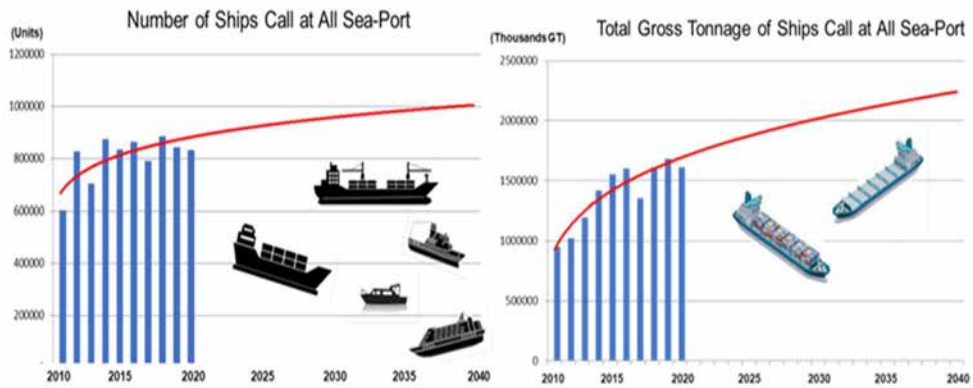 Number of Ships Call at All Sea-Port
(Units)
1200000
1000000
800000
600000
400000
200000
2010 2015 2020 2025 2030 2035 2040
Total Gross Tonnage of Ships Call at All Sea-Port
(Thousands GT)
2500000
2000000
1500000
1000000
500000
0
2010 2015 2020 2025 2030 2035 2040